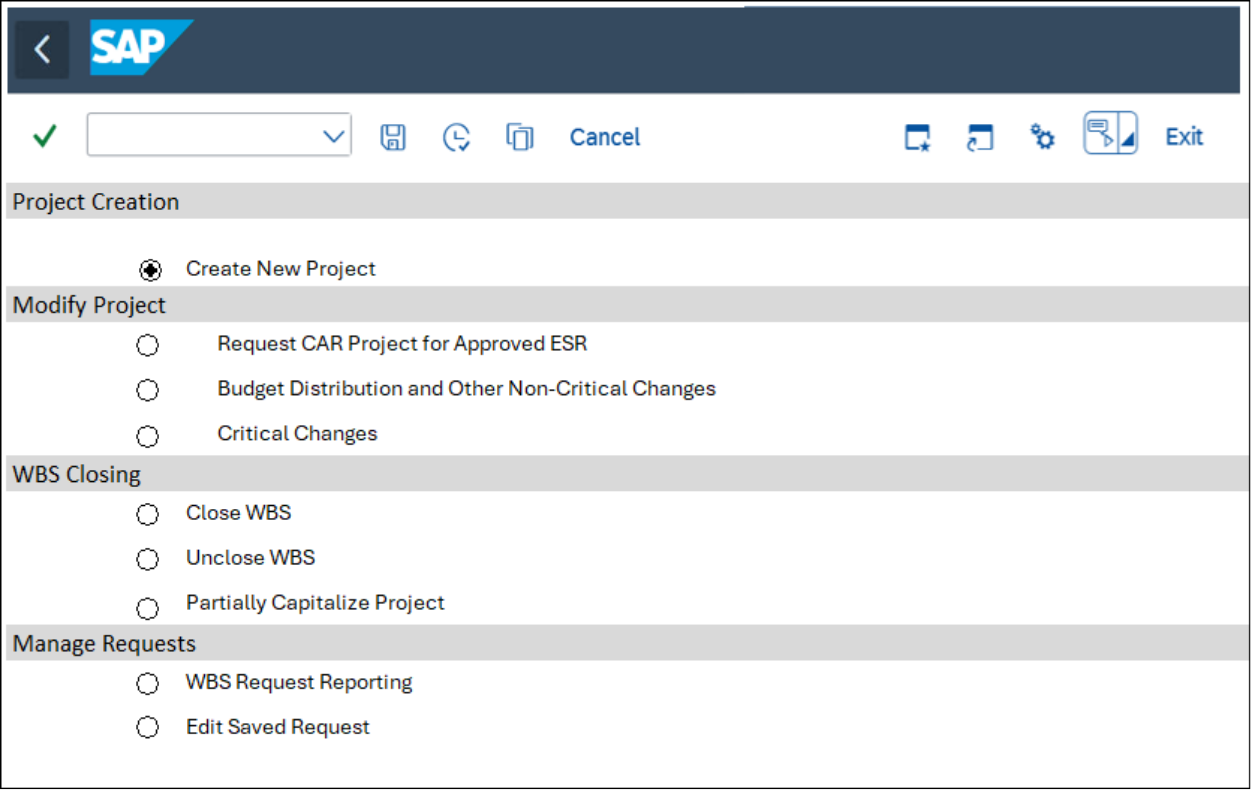 SAP
Cancel Exit
Project Creation
Create New Project
Modify Project
Request CAR Project for Approved ESR
Budget Distribution and Other Non-Critical Changes
Critical Changes
WBS Closing
Close WBS
Unclose WBS
Partially Capitalize Project
Manage Requests
WBS Request Reporting
Edit Saved Request